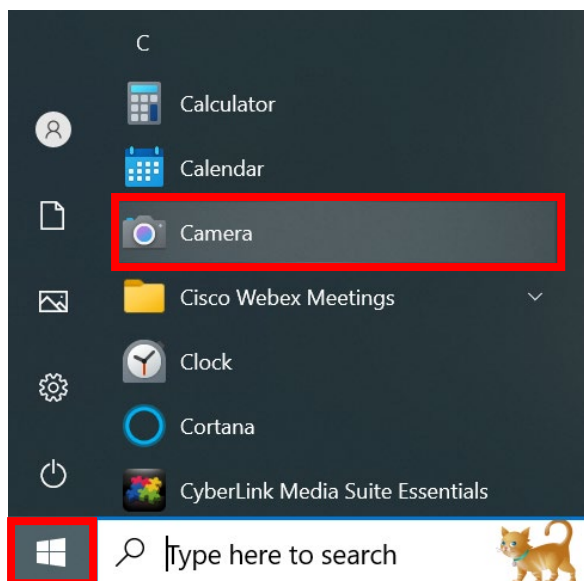 C
Calculator
Calendar
Camera
Cisco Webex Meetings
Clock
Cortana
CyberLink Media Suite Essentials
Type here to search